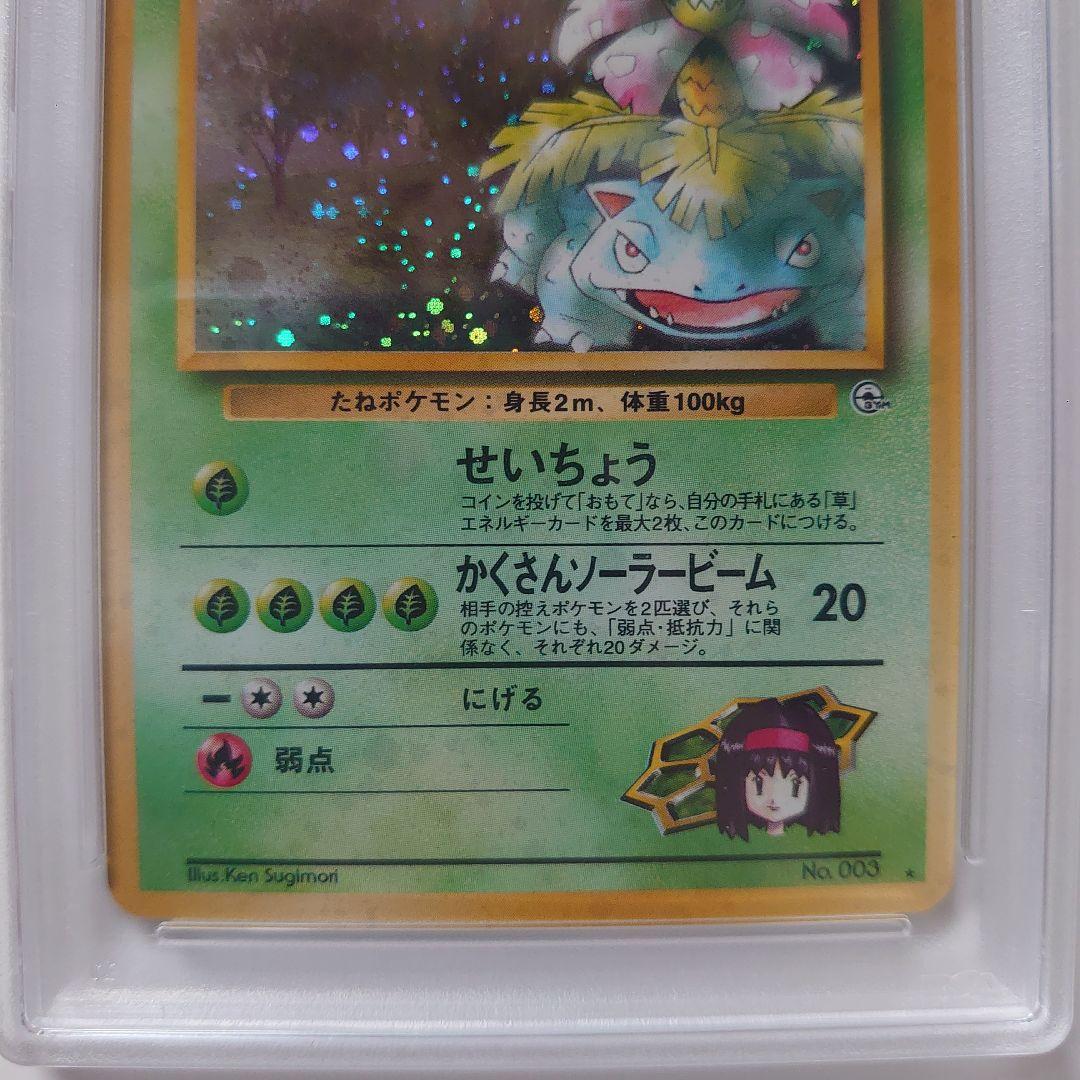 たねポケモン：身長2m、体重100kg
GYM
せいちょう
コインを投げて「おもて」なら、自分の手札にある「草」
エネルギーカードを最大2枚、このカードにつける。
かくさんソーラービーム
20
相手の控えポケモンを2匹選び、それら
のポケモンにも、「弱点・抵抗力」に関
係なく、それぞれ20ダメージ。
にげる
弱点
Illus. Ken Sugimori
No. 003